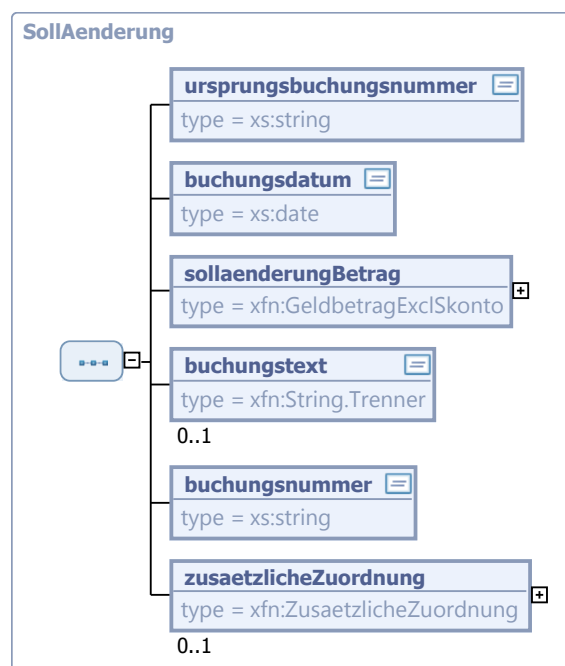 SollAenderung
ursprungsbuchungsnummer
type = xs:string
buchungsdatum
type = xs:date
sollaenderungBetrag
type = xfn:GeldbetragExclSkonto
buchungstext
type = xfn:String.Trenner
0..1
buchungsnummer
type = xs:string
zusaetzlicheZuordnung
type = xfn:ZusaetzlicheZuordnung
0..1